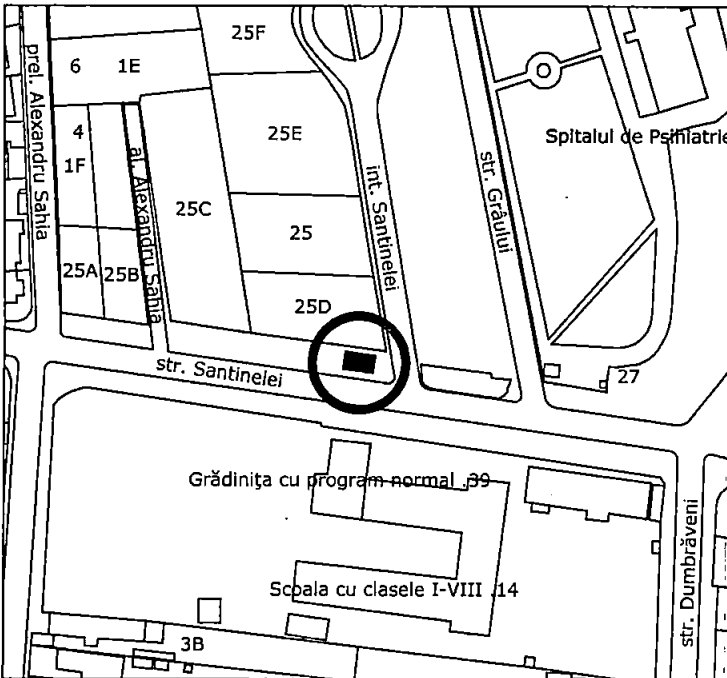 25F
6
1E
prel. Alexandru Sahia
4
1F
al. Alexandru Sahia
25E
25C
int. Santinelei
str. Grâului
Spitalul de Psihiatrie
25
25A
25B
25D
str. Santinelei
27
Grădinița cu program normal .39
Scoala cu clasele I-VIII .14
str. Dumbrăveni
3B